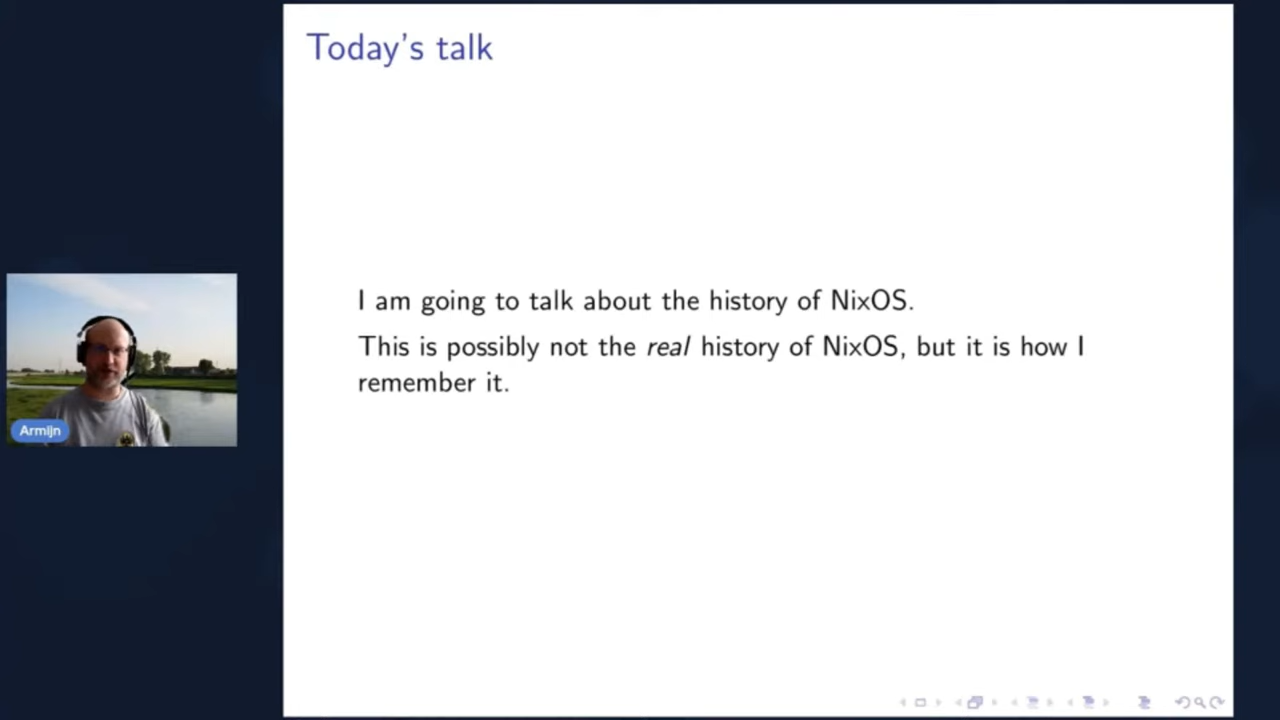 Today's talk
I am going to talk about the history of NixOS.
This is possibly not the real history of NixOS, but it is how I
remember it.
Armijn